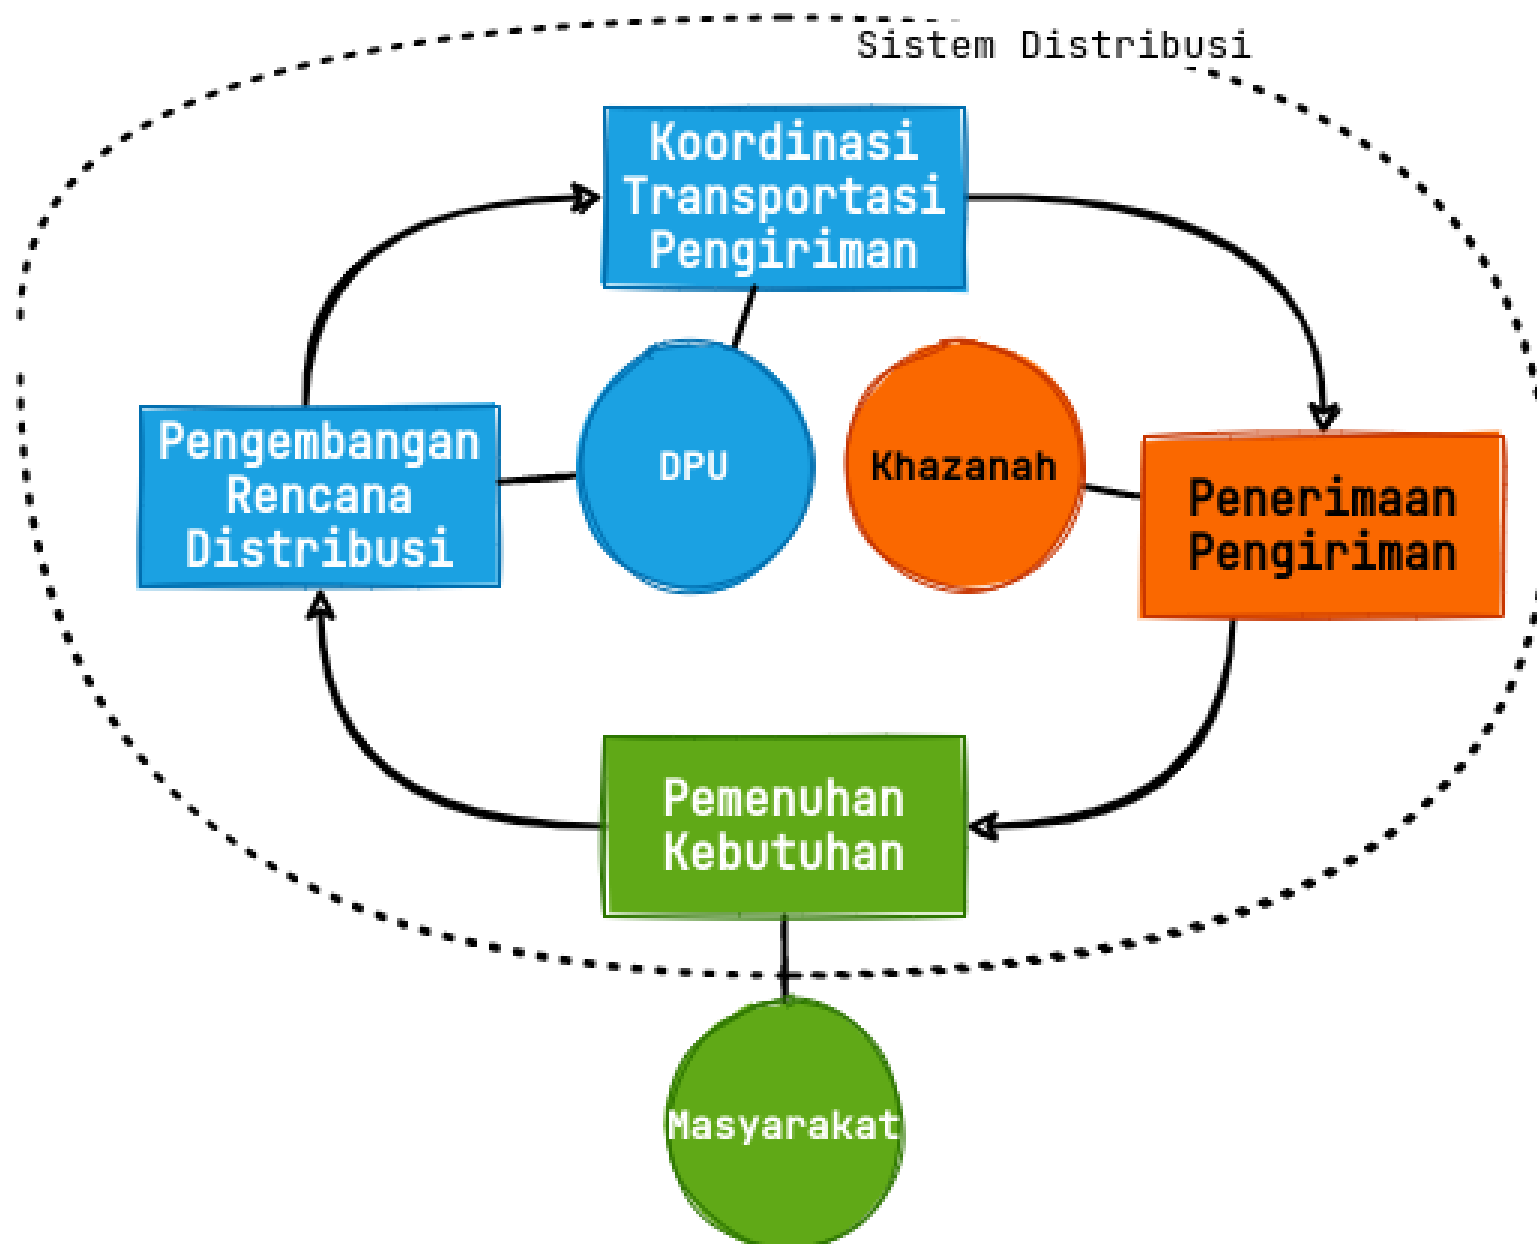 Sistem Distribusi
Koordinasi
Transportasi
Pengiriman
Pengembangan
Rencana
Distribusi
DPU
Khazanah
Penerimaan
Pengiriman
Pemenuhan
Kebutuhan
Masyarakat